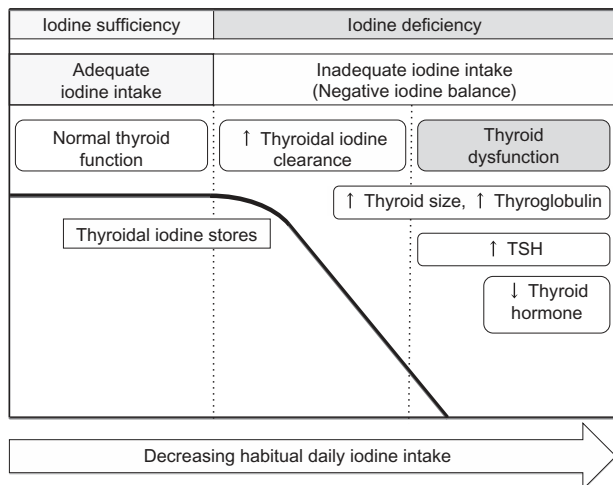 Iodine sufficiency
Iodine deficiency
Adequate
iodine intake
Inadequate iodine intake
(Negative iodine balance)
Normal thyroid
function
↑ Thyroidal iodine
clearance
Thyroid
dysfunction
↑ Thyroid size, ↑ Thyroglobulin
Thyroidal iodine stores
↑ TSH
↓ Thyroid
hormone
Decreasing habitual daily iodine intake